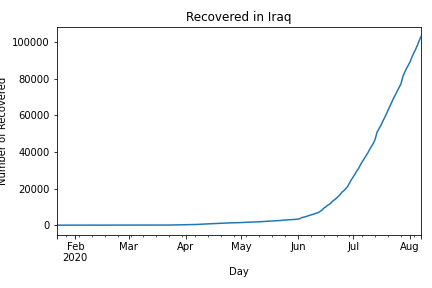 Recovered in Iraq
100000
80000
60000
40000
20000
0
Number of Recovered
Feb
2020
Mar
Apr
May
Jun
Jul
Aug
Day